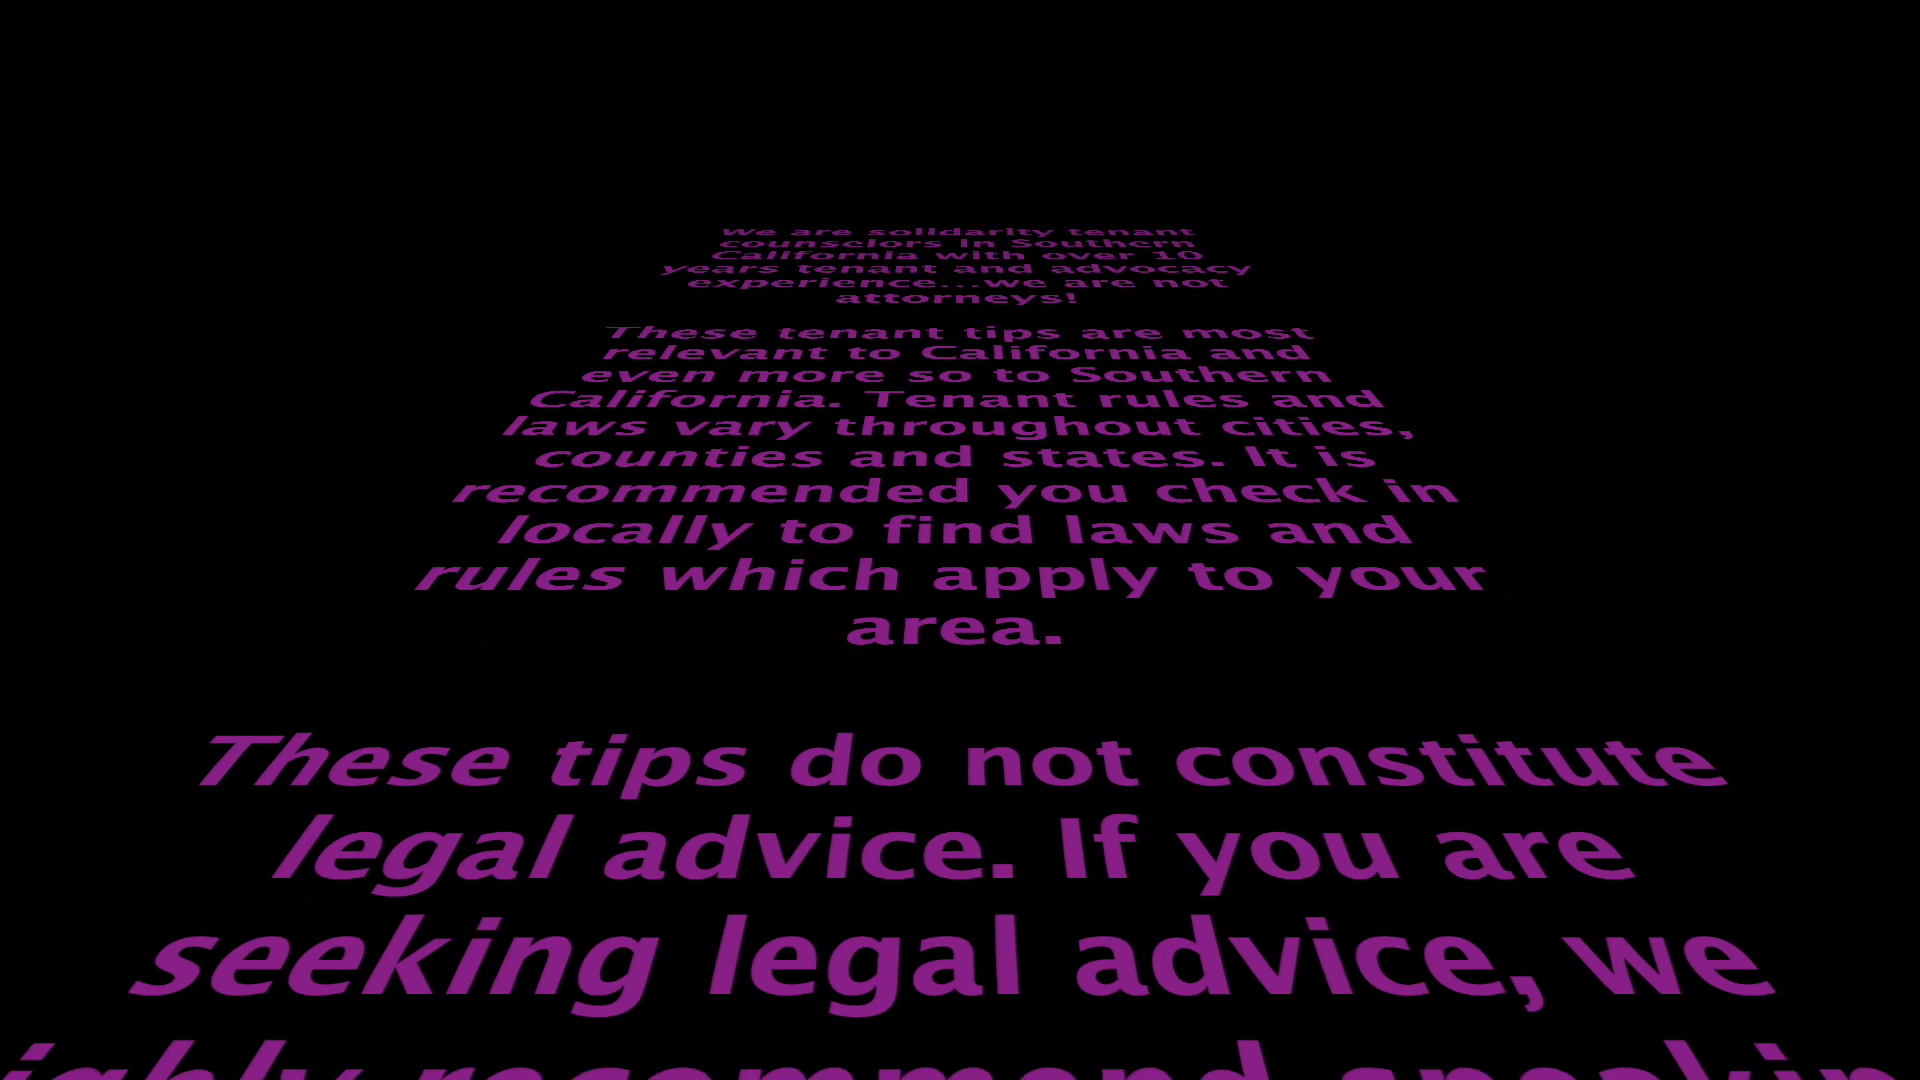 We are solidarity tenant
counselors in Southern
California with over 10
years tenant and advocacy
experience...we are not
attorneys!
These tenant tips are most
relevant to California and
even more so to Southern
California. Tenant rules and
laws vary throughout cities,
counties and states. It is
recommended you check in
locally to find laws and
rules which apply to your
area.
These tips do not constitute
legal advice. If you are
seeking legal advice, we
recommend